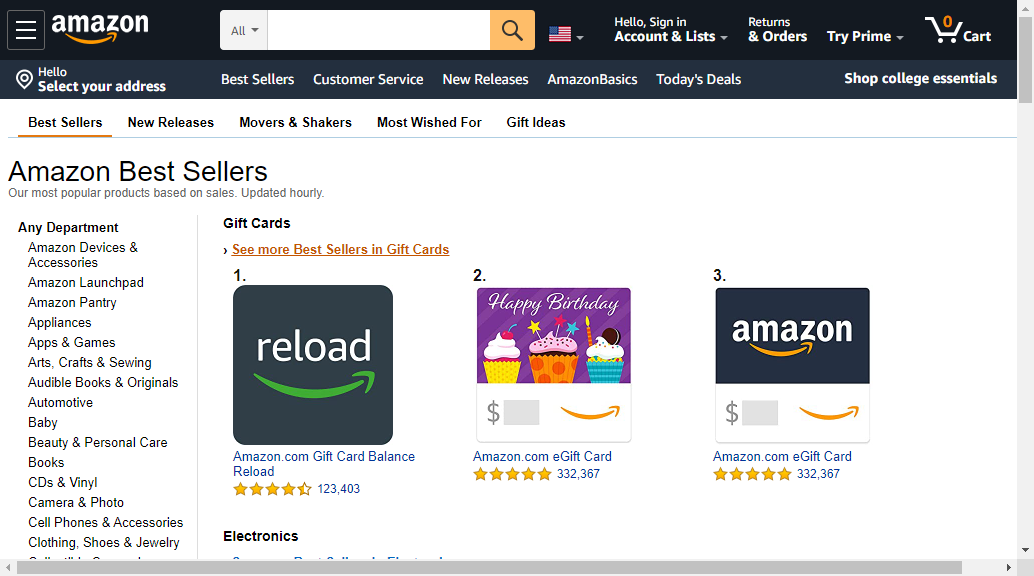 amazon
All
Hello, Sign in
Account & Lists
Returns
& Orders
Try Prime
0
Cart
Hello
Select your address
Best Sellers
Customer Service
New Releases
AmazonBasics
Today's Deals
Shop college essentials
Best Sellers
New Releases
Movers & Shakers
Most Wished For
Gift Ideas
Amazon Best Sellers
Our most popular products based on sales. Updated hourly.
Any Department
Amazon Devices &
Accessories
Amazon Launchpad
Amazon Pantry
Appliances
Apps & Games
Arts, Crafts & Sewing
Audible Books & Originals
Automotive
Baby
Beauty & Personal Care
Books
CDs & Vinyl
Camera & Photo
Cell Phones & Accessories
Clothing, Shoes & Jewelry
Gift Cards
› See more Best Sellers in Gift Cards
1.
reload
Amazon.com Gift Card Balance
Reload
123,403
2.
Happy Birthday
$
Amazon.com eGift Card
332,367
3.
amazon
$
Amazon.com eGift Card
332,367
Electronics